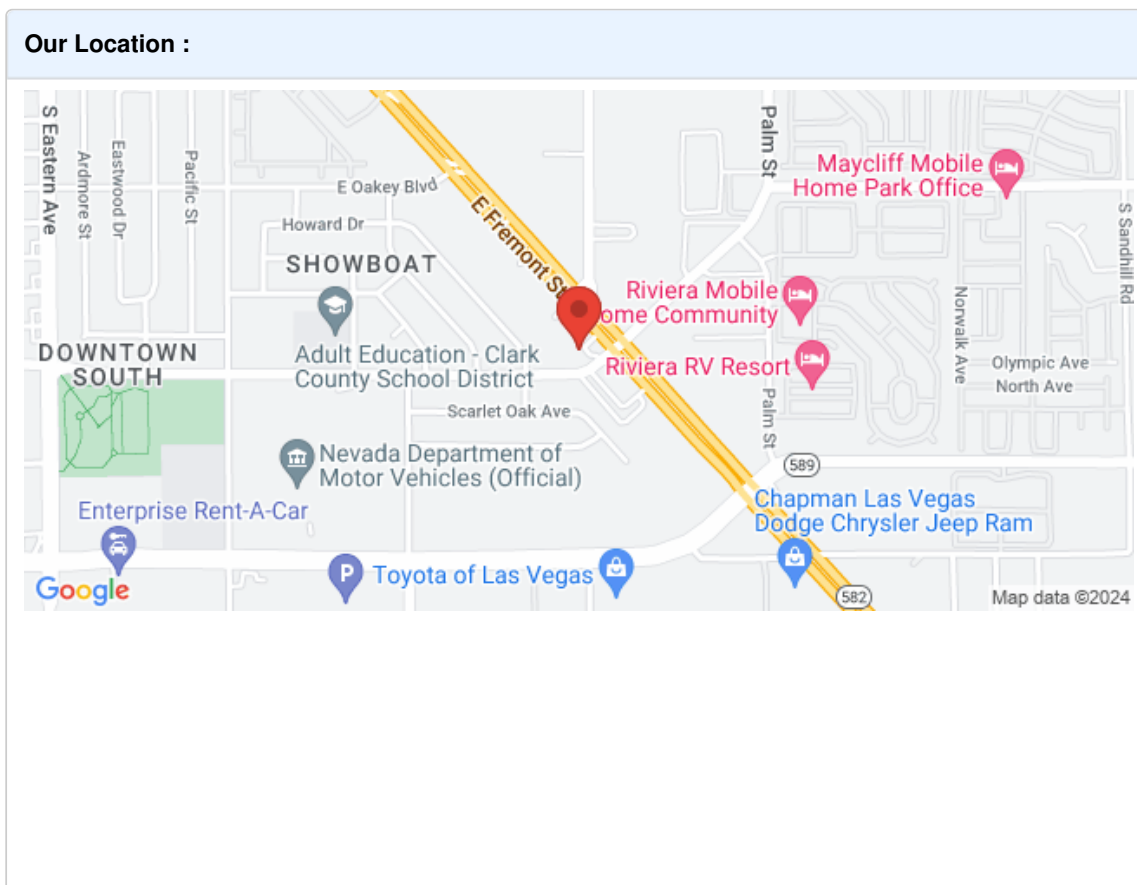 Our Location :
S Eastern Ave
Ardmore St
Eastwood Dr
Pacific St
E Oakey Blvd
Howard Dr
E Fremont St
Palm St
Maycliff Mobile
Home Park Office
S Sandhill Rd
SHOWBOAT
Riviera Mobile
ome Community
Norwalk Ave
DOWNTOWN
SOUTH
Adult Education - Clark
County School District
Riviera RV Resort
Olympic Ave
North Ave
Scarlet Oak Ave
Palm St
Nevada Department of
Motor Vehicles (Official)
589
Enterprise Rent-A-Car
Chapman Las Vegas
Dodge Chrysler Jeep Ram
P
Toyota of Las Vegas
Google
582
Map data ©2024